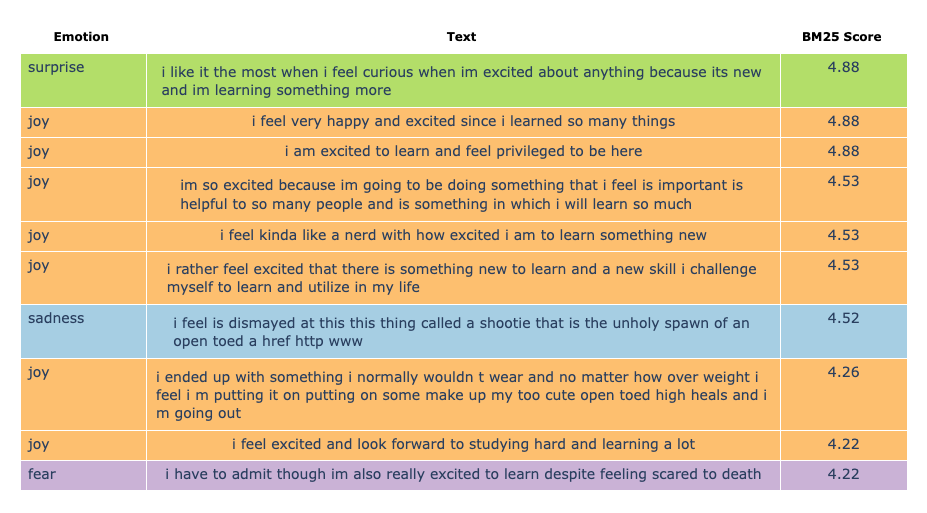 Emotion Text BM25 Score
surprise i like it the most when i feel curious when im excited about anything because its new 4.88
and im learning something more
joy i feel very happy and excited since i learned so many things 4.88
joy i am excited to learn and feel privileged to be here 4.88
joy im so excited because im going to be doing something that i feel is important is 4.53
helpful to so many people and is something in which i will learn so much
joy i feel kinda like a nerd with how excited i am to learn something new 4.53
joy i rather feel excited that there is something new to learn and a new skill i challenge 4.53
myself to learn and utilize in my life
sadness i feel is dismayed at this this thing called a shootie that is the unholy spawn of an 4.52
open toed a href http www
joy i ended up with something i normally wouldn t wear and no matter how over weight i 4.26
feel i m putting it on putting on some make up my too cute open toed high heals and i
m going out
joy i feel excited and look forward to studying hard and learning a lot 4.22
fear i have to admit though im also really excited to learn despite feeling scared to death 4.22